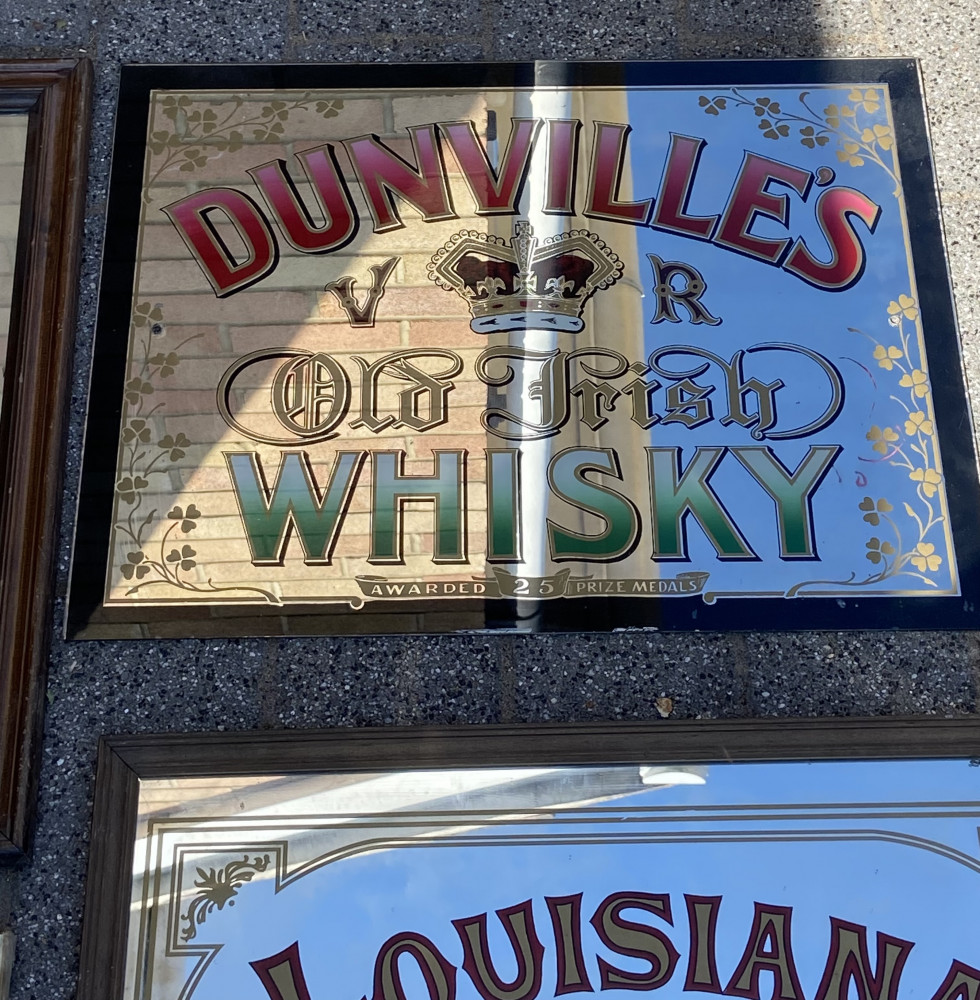 DUNVILLE'S
V R
Old Irish
WHISKY
AWARDED 25 PRIZE MEDALS
LOUISIANA